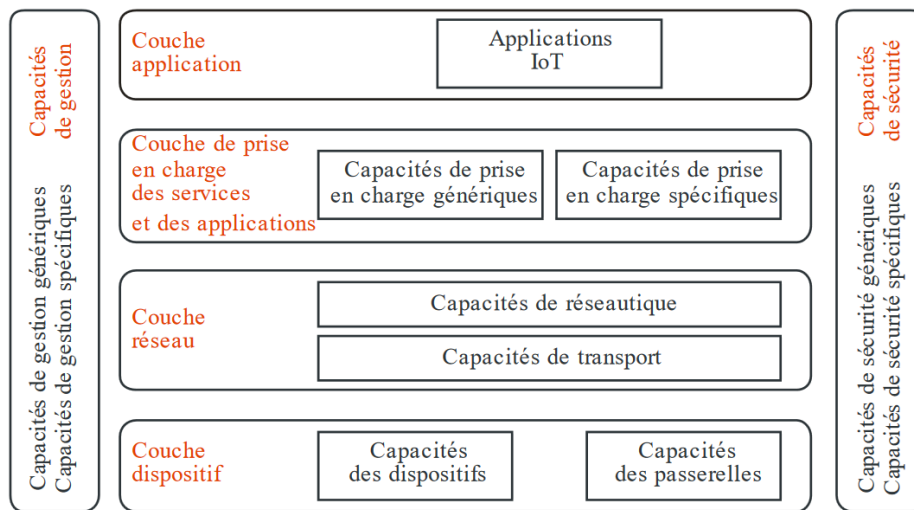 Capacités
de gestion
Capacités de gestion génériques
Capacités de gestion spécifiques
Couche
application
Applications
IoT
Couche de prise
en charge
des services
et des applications
Capacités de prise
en charge génériques
Capacités de prise
en charge spécifiques
Couche
réseau
Capacités de réseautique
Capacités de transport
Couche
dispositif
Capacités
des dispositifs
Capacités
des passerelles
Capacités
de sécurité
Capacités de sécurité génériques
Capacités de sécurité spécifiques